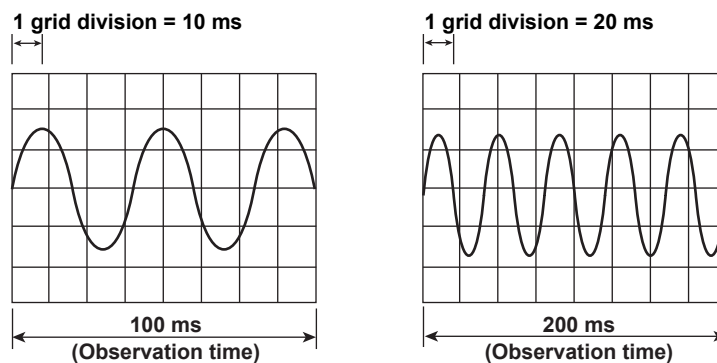 1 grid division = 10 ms
1 grid division = 20 ms
100 ms
(Observation time)
200 ms
(Observation time)